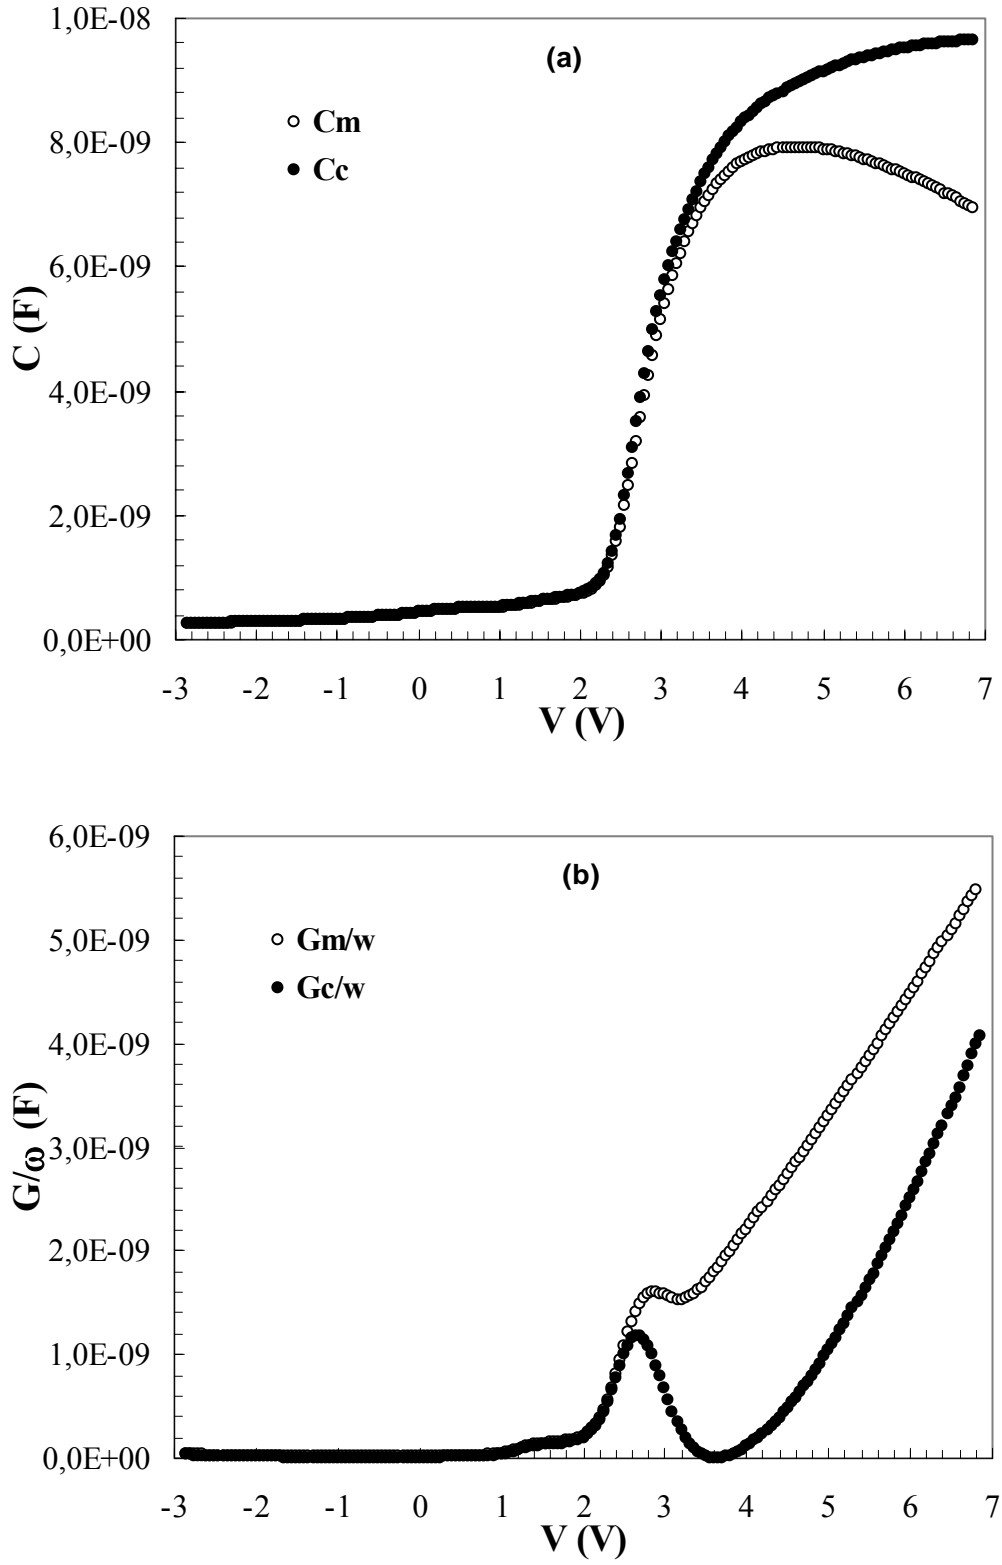 1,0E-08
(a)
Cm
8,0E-09
Cc
6,0E-09
C (F)
4,0E-09
2,0E-09
0,0E+00
-3 -2 -1 0 1 2 3 4 5 6 7
V (V)
6,0E-09
(b)
Gm/w
5,0E-09
Gc/w
4,0E-09
G/ω (F)
3,0E-09
2,0E-09
1,0E-09
0,0E+00
-3 -2 -1 0 1 2 3 4 5 6 7
V (V)